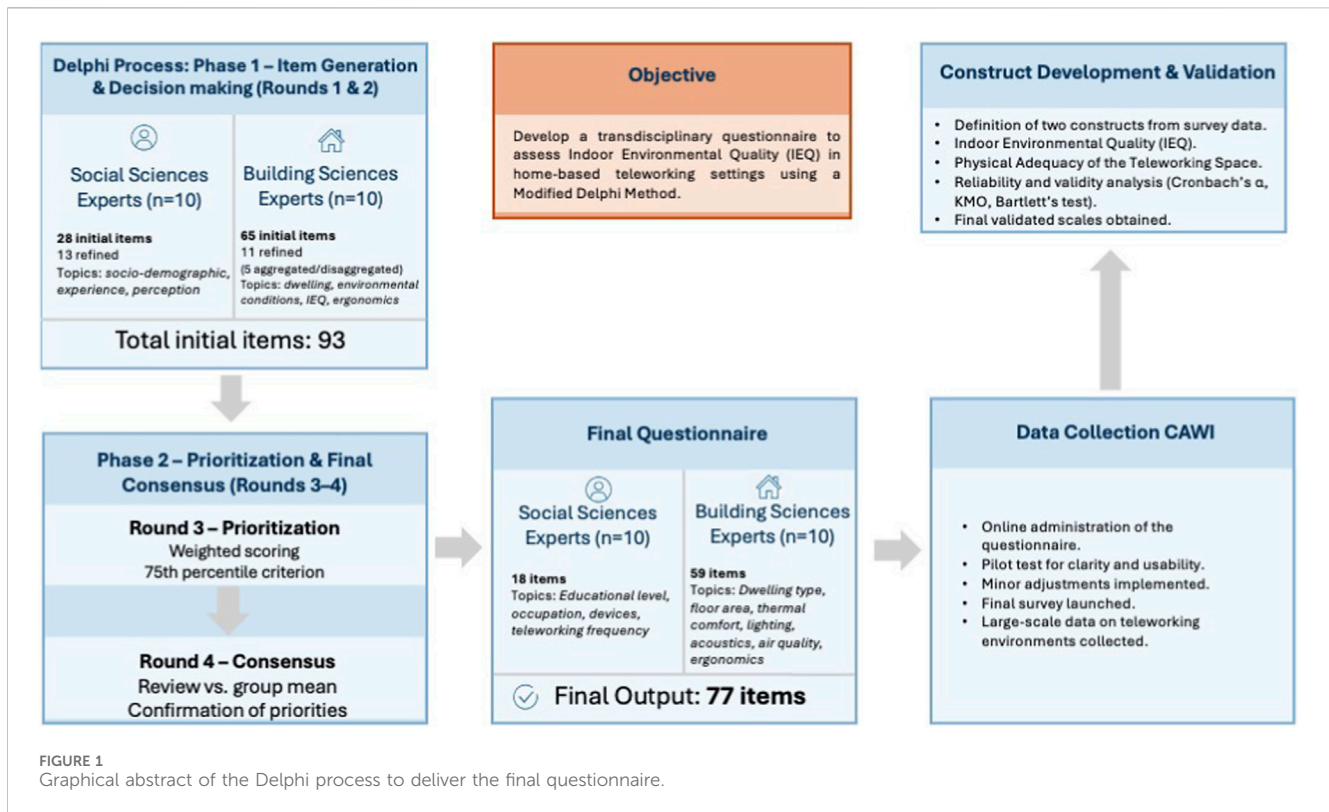 Delphi Process: Phase 1 – Item Generation
& Decision making (Rounds 1 & 2)
Social Sciences
Experts (n=10)
28 initial items
13 refined
Topics: socio-demographic,
experience, perception
Building Sciences
Experts (n=10)
65 initial items
11 refined
(5 aggregated/disaggregated)
Topics: dwelling, environmental
conditions, IEQ, ergonomics
Total initial items: 93
Objective
Develop a transdisciplinary questionnaire to
assess Indoor Environmental Quality (IEQ) in
home-based teleworking settings using a
Modified Delphi Method.
Construct Development & Validation
• Definition of two constructs from survey data.
• Indoor Environmental Quality (IEQ).
• Physical Adequacy of the Teleworking Space.
• Reliability and validity analysis (Cronbach's α,
KMO, Bartlett's test).
• Final validated scales obtained.
Phase 2 – Prioritization & Final
Consensus (Rounds 3–4)
Round 3 – Prioritization
Weighted scoring
75th percentile criterion
Round 4 – Consensus
Review vs. group mean
Confirmation of priorities
Final Questionnaire
Social Sciences
Experts (n=10)
18 items
Topics: Educational level,
occupation, devices,
teleworking frequency
Building Sciences
Experts (n=10)
59 items
Topics: Dwelling type,
floor area, thermal
comfort, lighting,
acoustics, air quality,
ergonomics
Final Output: 77 items
Data Collection CAWI
• Online administration of the
questionnaire.
• Pilot test for clarity and usability.
• Minor adjustments implemented.
• Final survey launched.
• Large-scale data on teleworking
environments collected.
FIGURE 1
Graphical abstract of the Delphi process to deliver the final questionnaire.